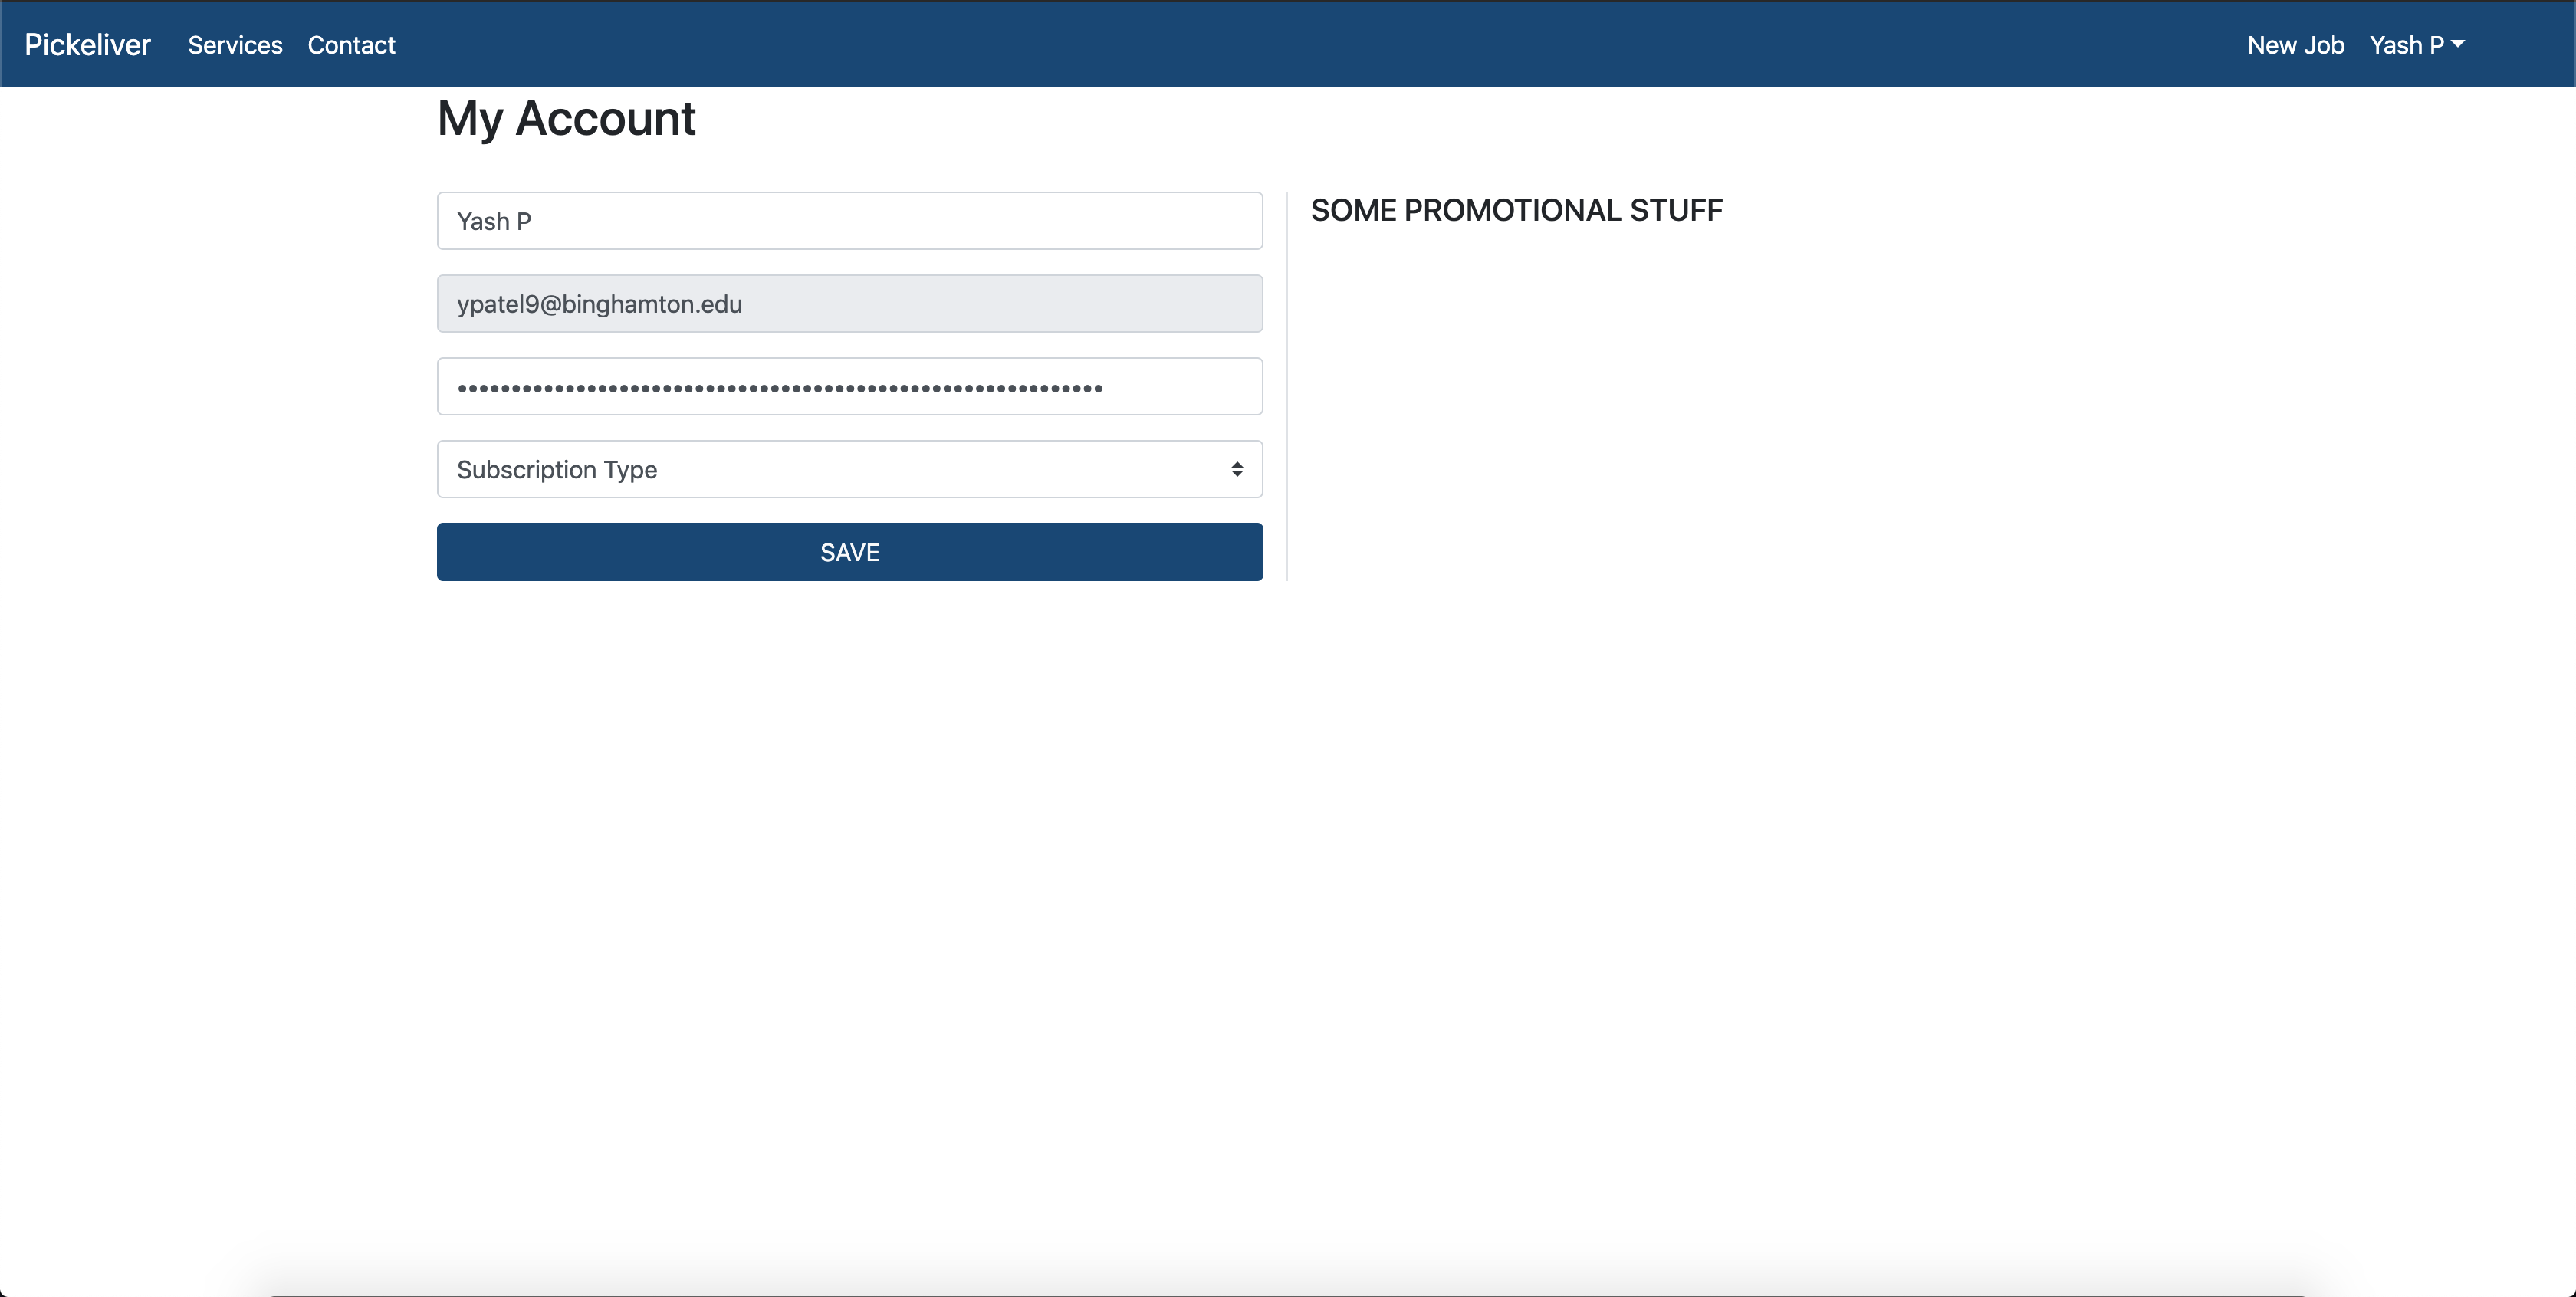 Pickeliver Services Contact New Job Yash P
My Account
Yash P
SOME PROMOTIONAL STUFF
ypatel9@binghamton.edu
••••••••••••••••••••••••••••••••••••••••••••••••••••••••••••
Subscription Type
SAVE